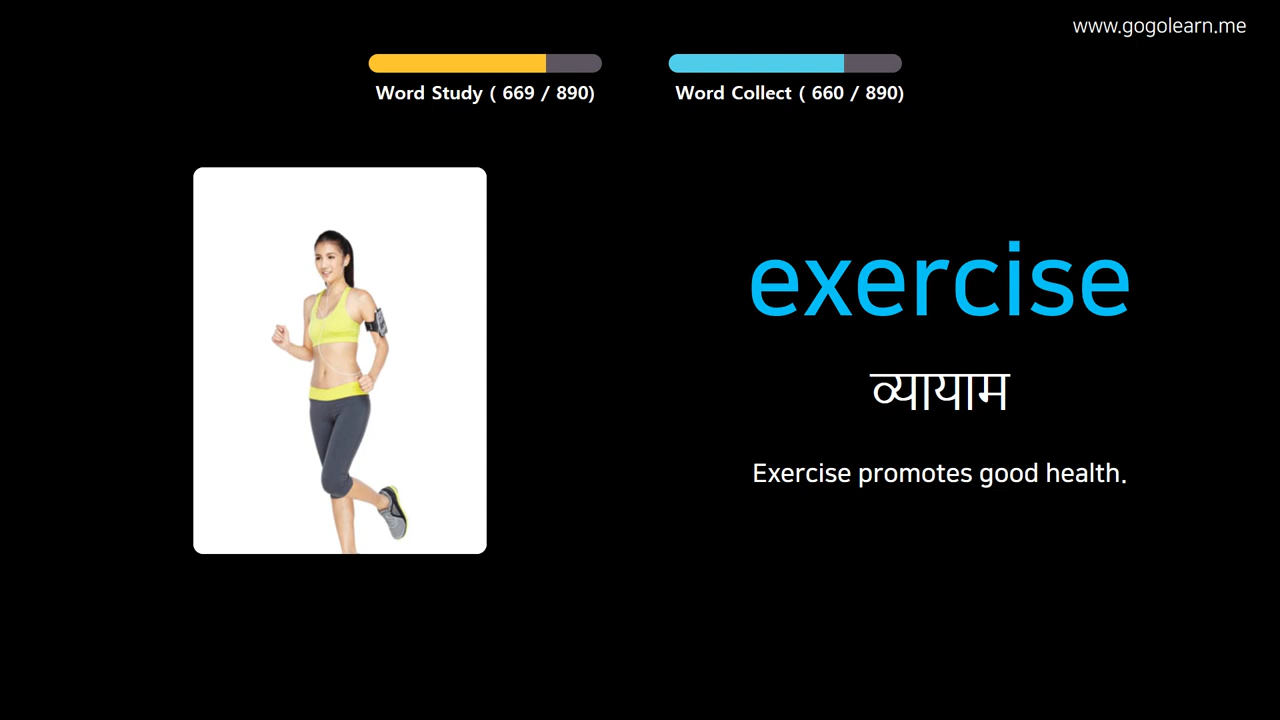 www.gogolearn.me
Word Study ( 669 / 890)
Word Collect ( 660 / 890)
exercise
व्यायाम
Exercise promotes good health.